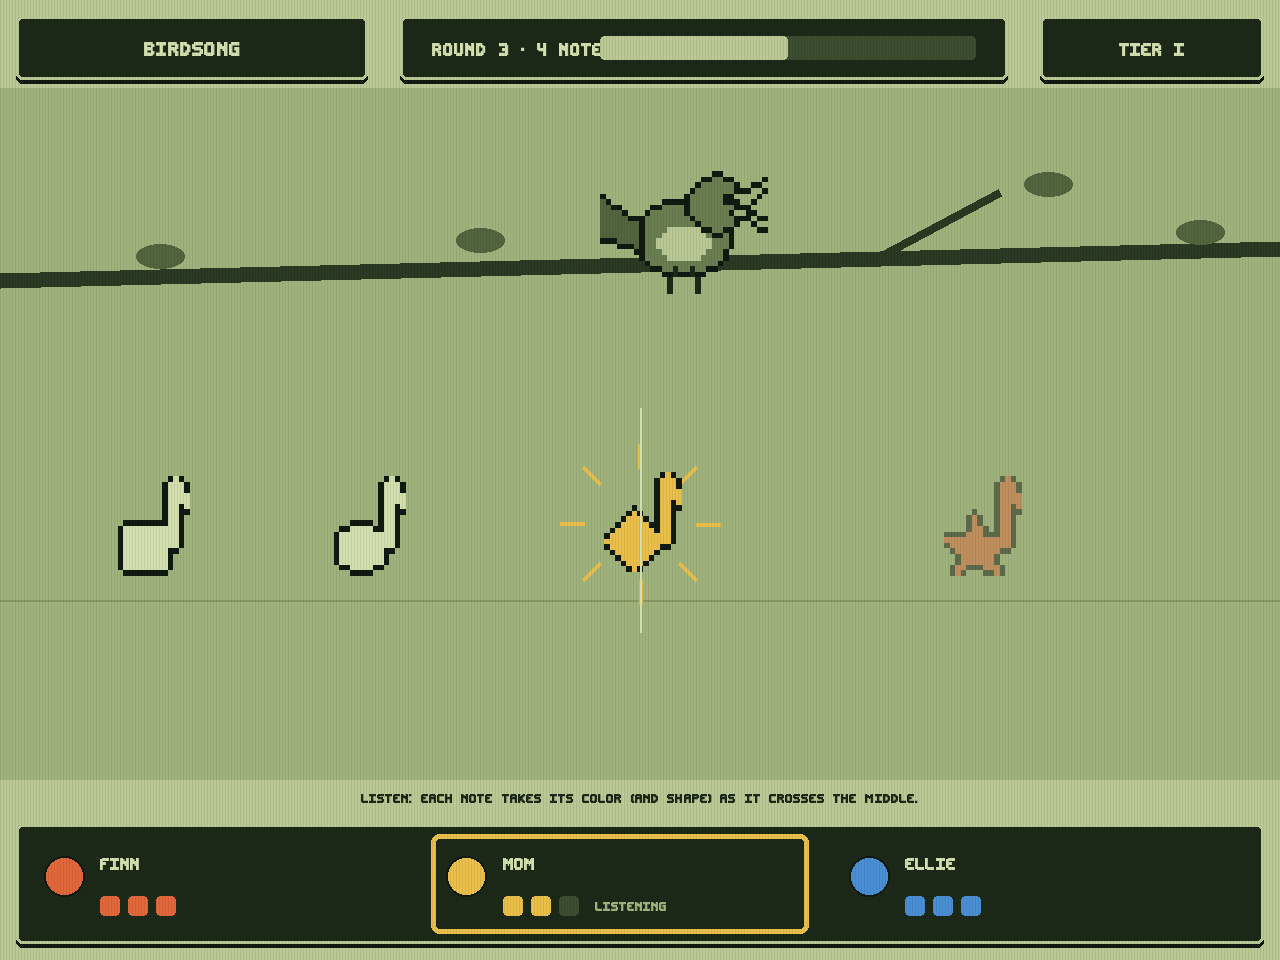 BIRDSONG
ROUND 3 · 4 NOTE
TIER I
LISTEN: EACH NOTE TAKES ITS COLOR (AND SHAPE) AS IT CROSSES THE MIDDLE.
FINN
MOM
LISTENING
ELLIE